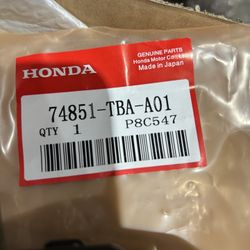 HONDA
GENUINE PARTS
Honda Motor Co., Ltd.
Made in Japan
74851-TBA-A01
QTY 1 P8C547